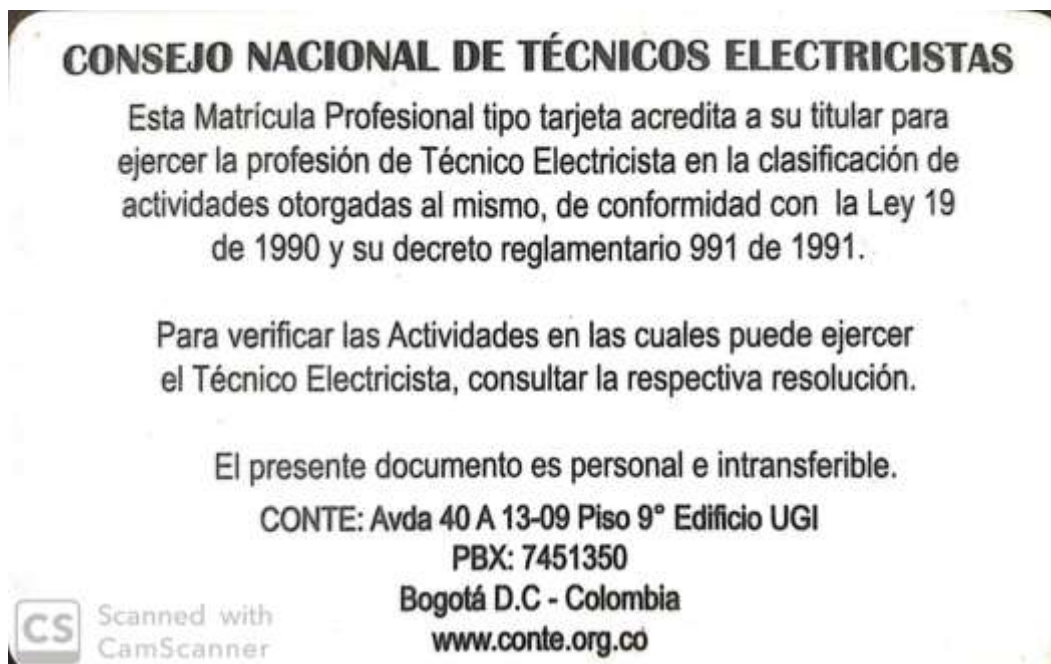 CONSEJO NACIONAL DE TÉCNICOS ELECTRICISTAS
Esta Matrícula Profesional tipo tarjeta acredita a su titular para
ejercer la profesión de Técnico Electricista en la clasificación de
actividades otorgadas al mismo, de conformidad con la Ley 19
de 1990 y su decreto reglamentario 991 de 1991.
Para verificar las Actividades en las cuales puede ejercer
el Técnico Electricista, consultar la respectiva resolución.
El presente documento es personal e intransferible.
CONTE: Avda 40 A 13-09 Piso 9° Edificio UGI
PBX: 7451350
Bogotá D.C - Colombia
www.conte.org.co
CS Scanned with
CamScanner